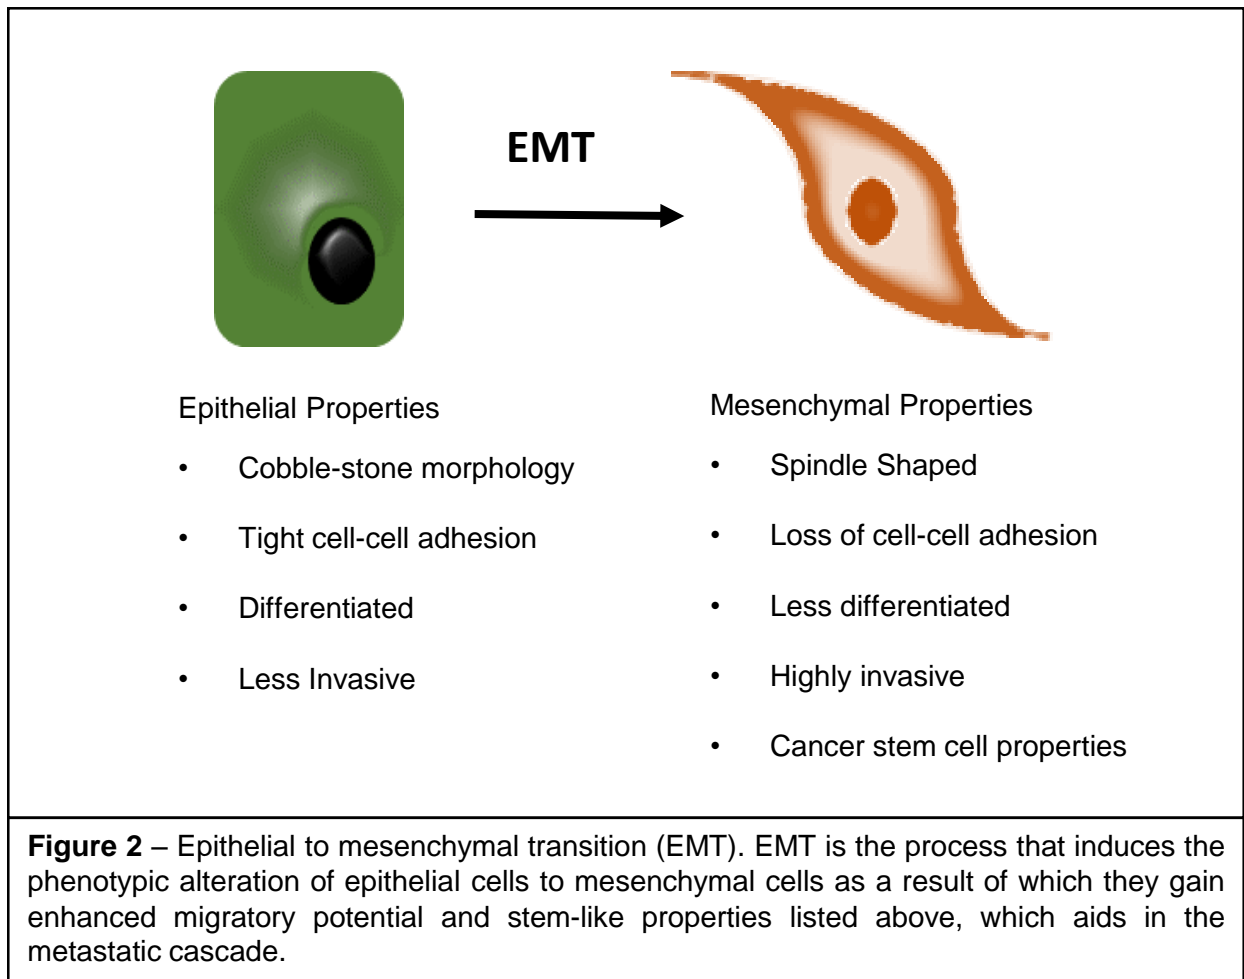 EMT
Epithelial Properties
• Cobble-stone morphology
• Tight cell-cell adhesion
• Differentiated
• Less Invasive
Mesenchymal Properties
• Spindle Shaped
• Loss of cell-cell adhesion
• Less differentiated
• Highly invasive
• Cancer stem cell properties
Figure 2 – Epithelial to mesenchymal transition (EMT). EMT is the process that induces the
phenotypic alteration of epithelial cells to mesenchymal cells as a result of which they gain
enhanced migratory potential and stem-like properties listed above, which aids in the
metastatic cascade.